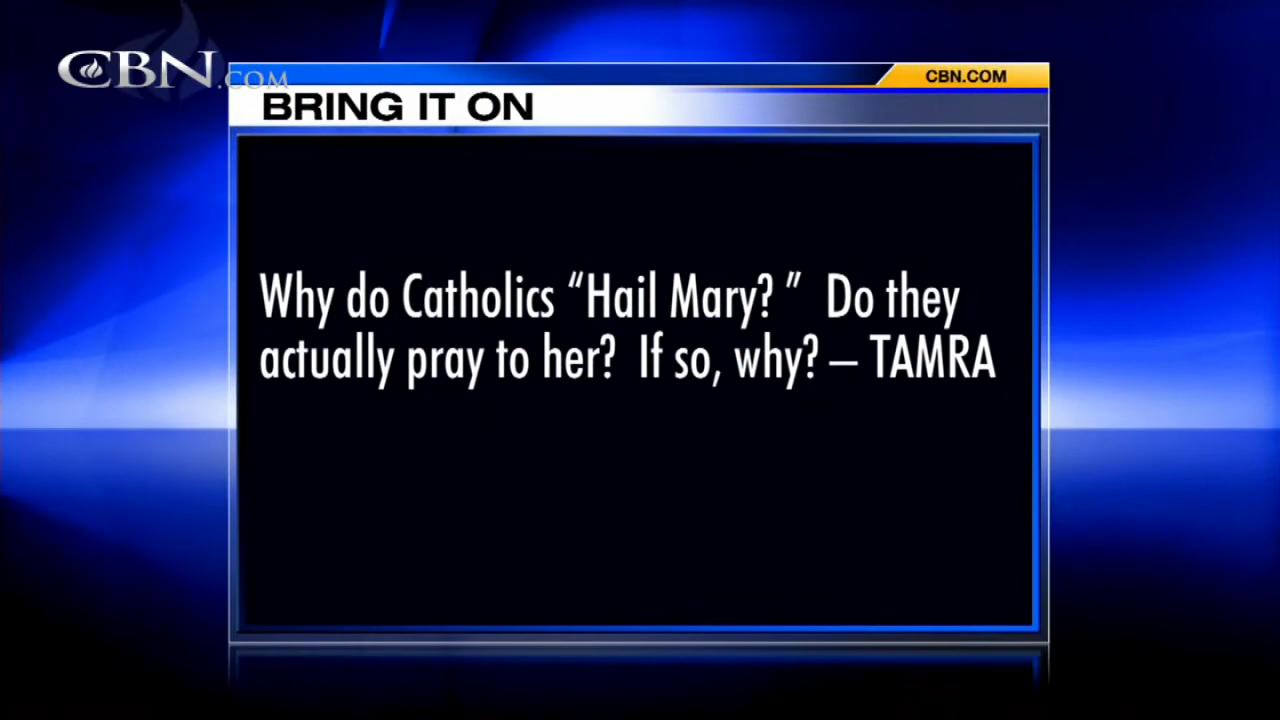 CBN.COM
CBN.COM
BRING IT ON
Why do Catholics “Hail Mary? ”  Do they
actually pray to her?  If so, why? – TAMRA